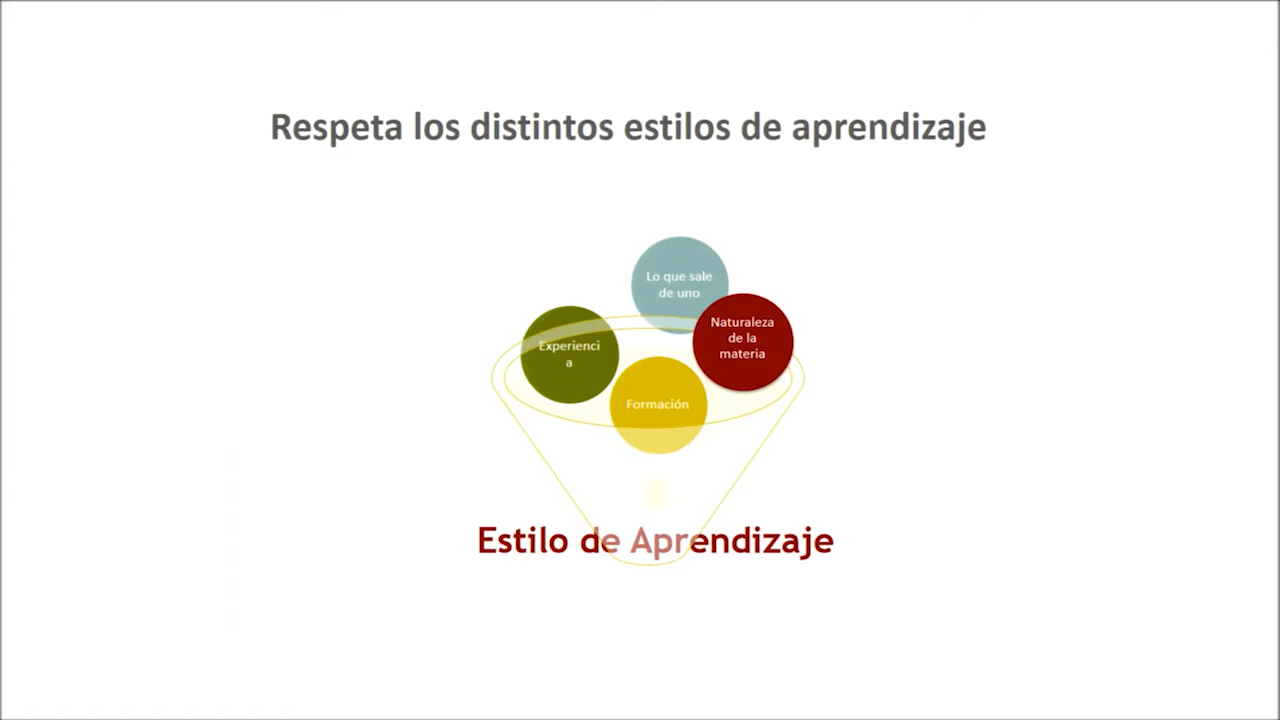 Respeta los distintos estilos de aprendizaje
Lo que sale
de uno
Naturaleza
de la
materia
Experienci
a
Formación
Estilo de Aprendizaje